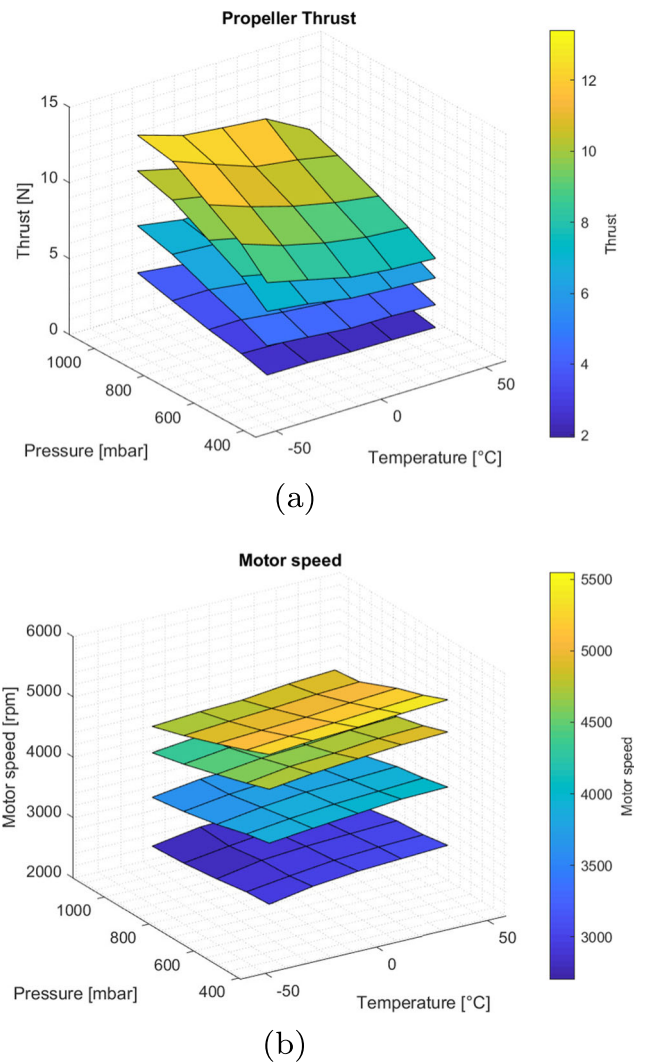 Propeller Thrust
15
10
5
0
Thrust [N]
1000
800
600
400
Pressure [mbar]
-50
0
50
Temperature [°C]
12
10
8
6
4
2
Thrust
(a)
Motor speed
6000
5000
4000
3000
2000
Motor speed [rpm]
1000
800
600
400
Pressure [mbar]
-50
0
50
Temperature [°C]
5500
5000
4500
4000
3500
3000
Motor speed
(b)